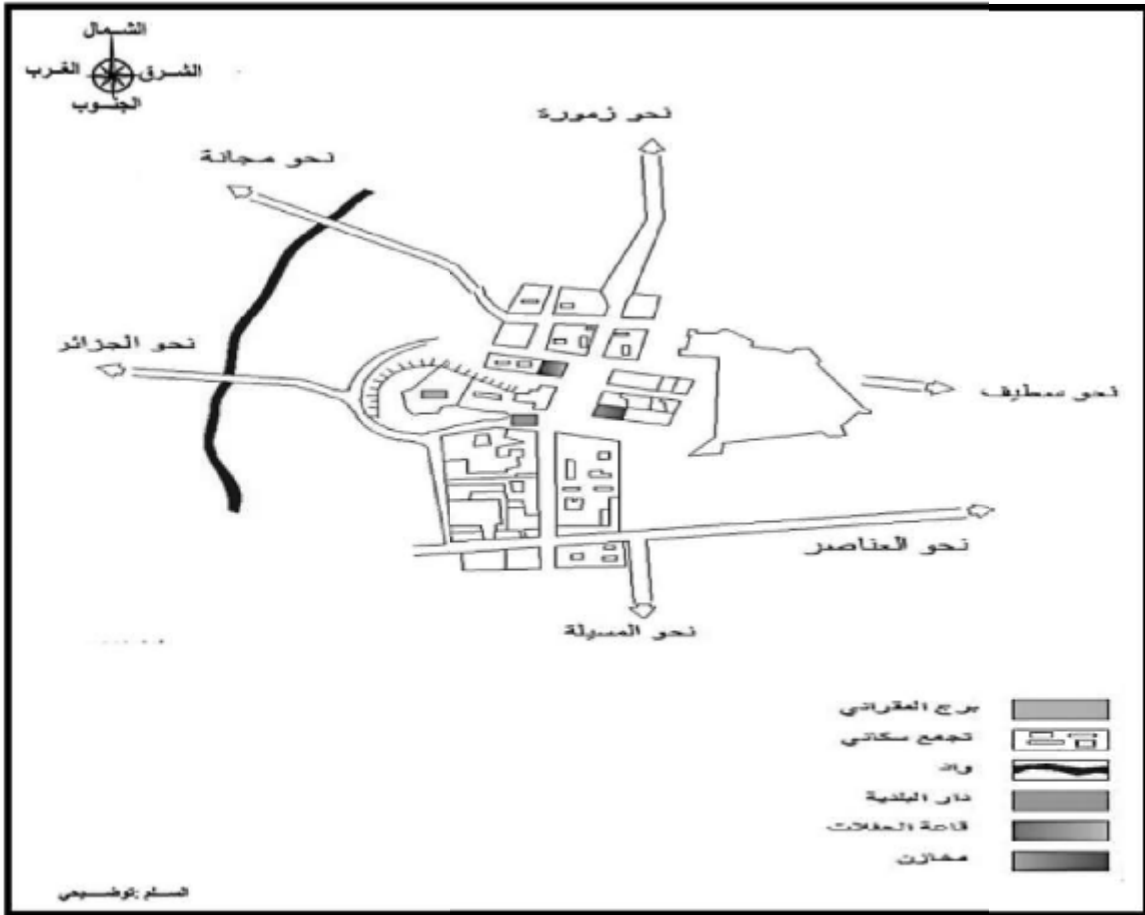 الشمال
الغرب الشرق
الجنوب
نحو زمورة
نحو مجانة
نحو الجزائر
نحو سطيف
نحو العناصر
نحو المسيلة
برج المقراني
تجمع سكاني
واد
دار البلدية
قاعة الحفلات
مخازن
السلم :توضيحي